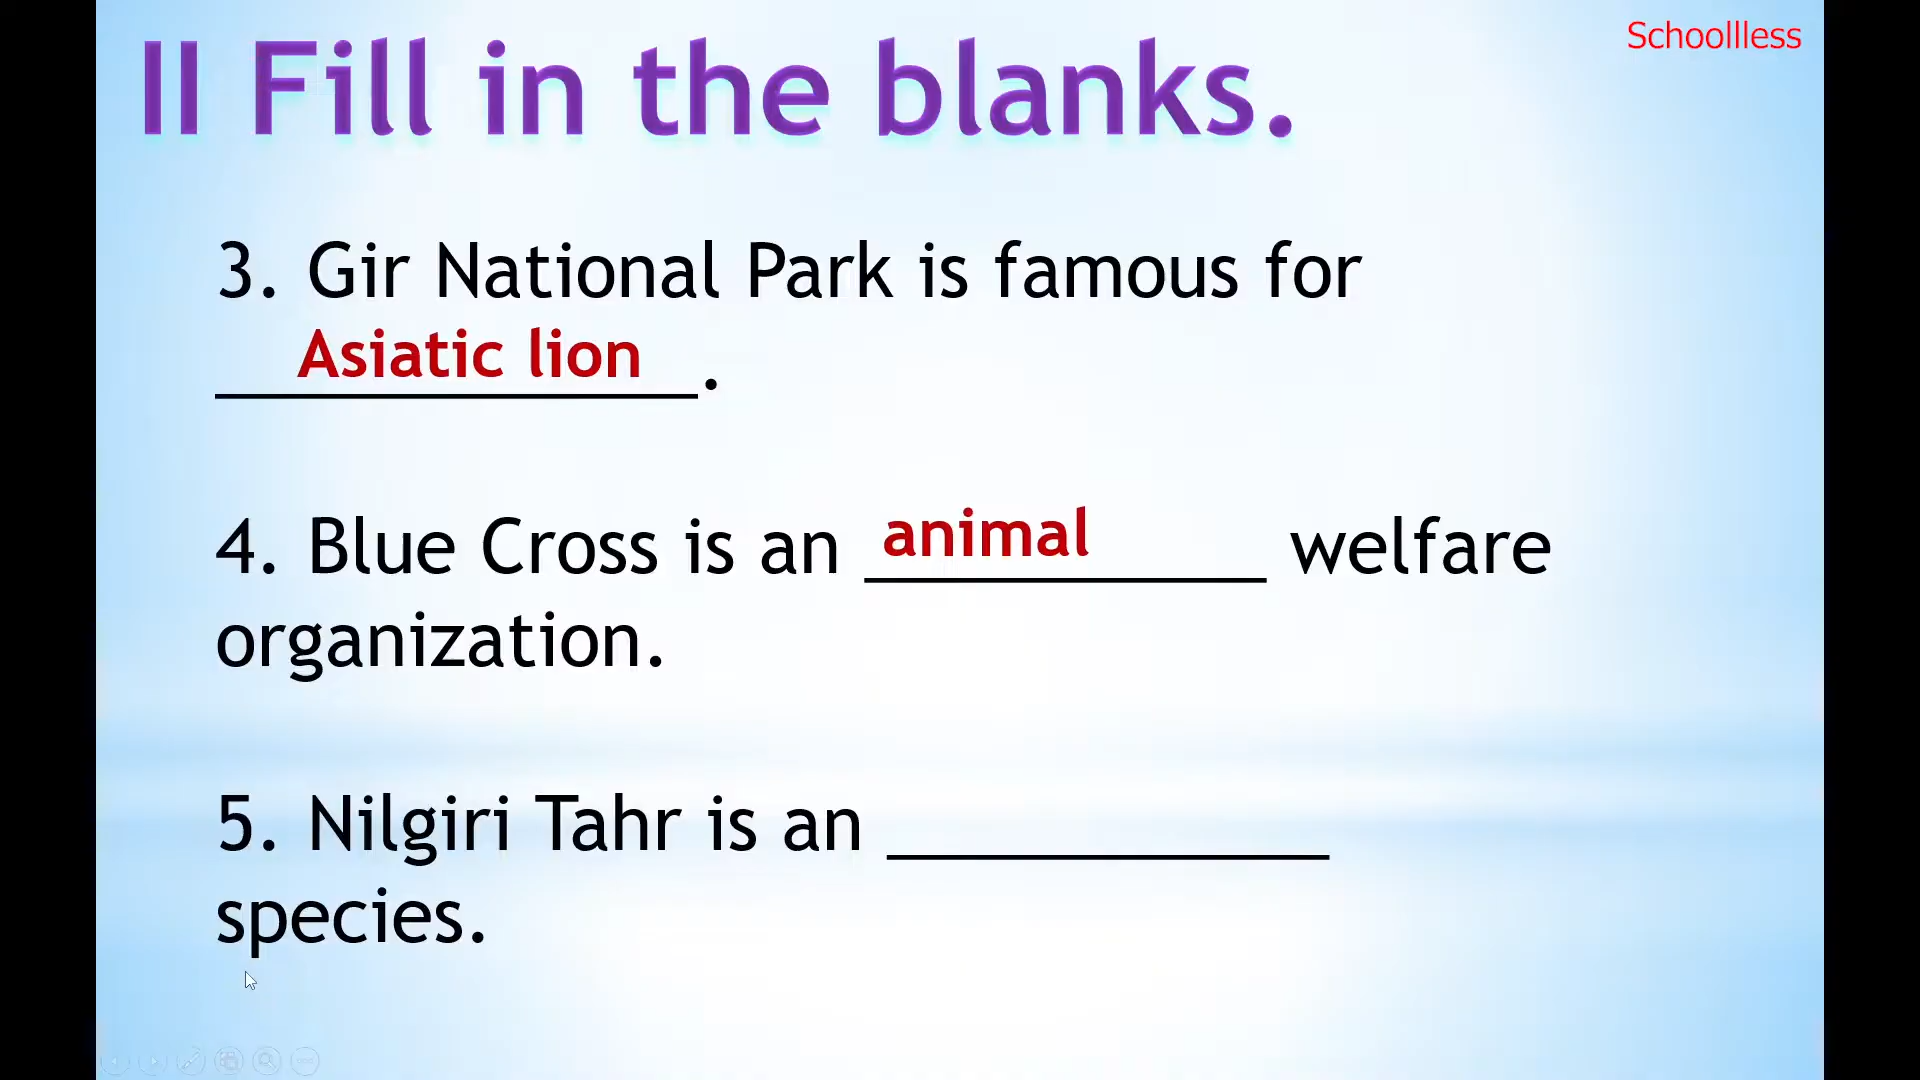 Schoollless
II Fill in the blanks.
3. Gir National Park is famous for
Asiatic lion.
4. Blue Cross is an animal welfare
organization.
5. Nilgiri Tahr is an ____________
species.